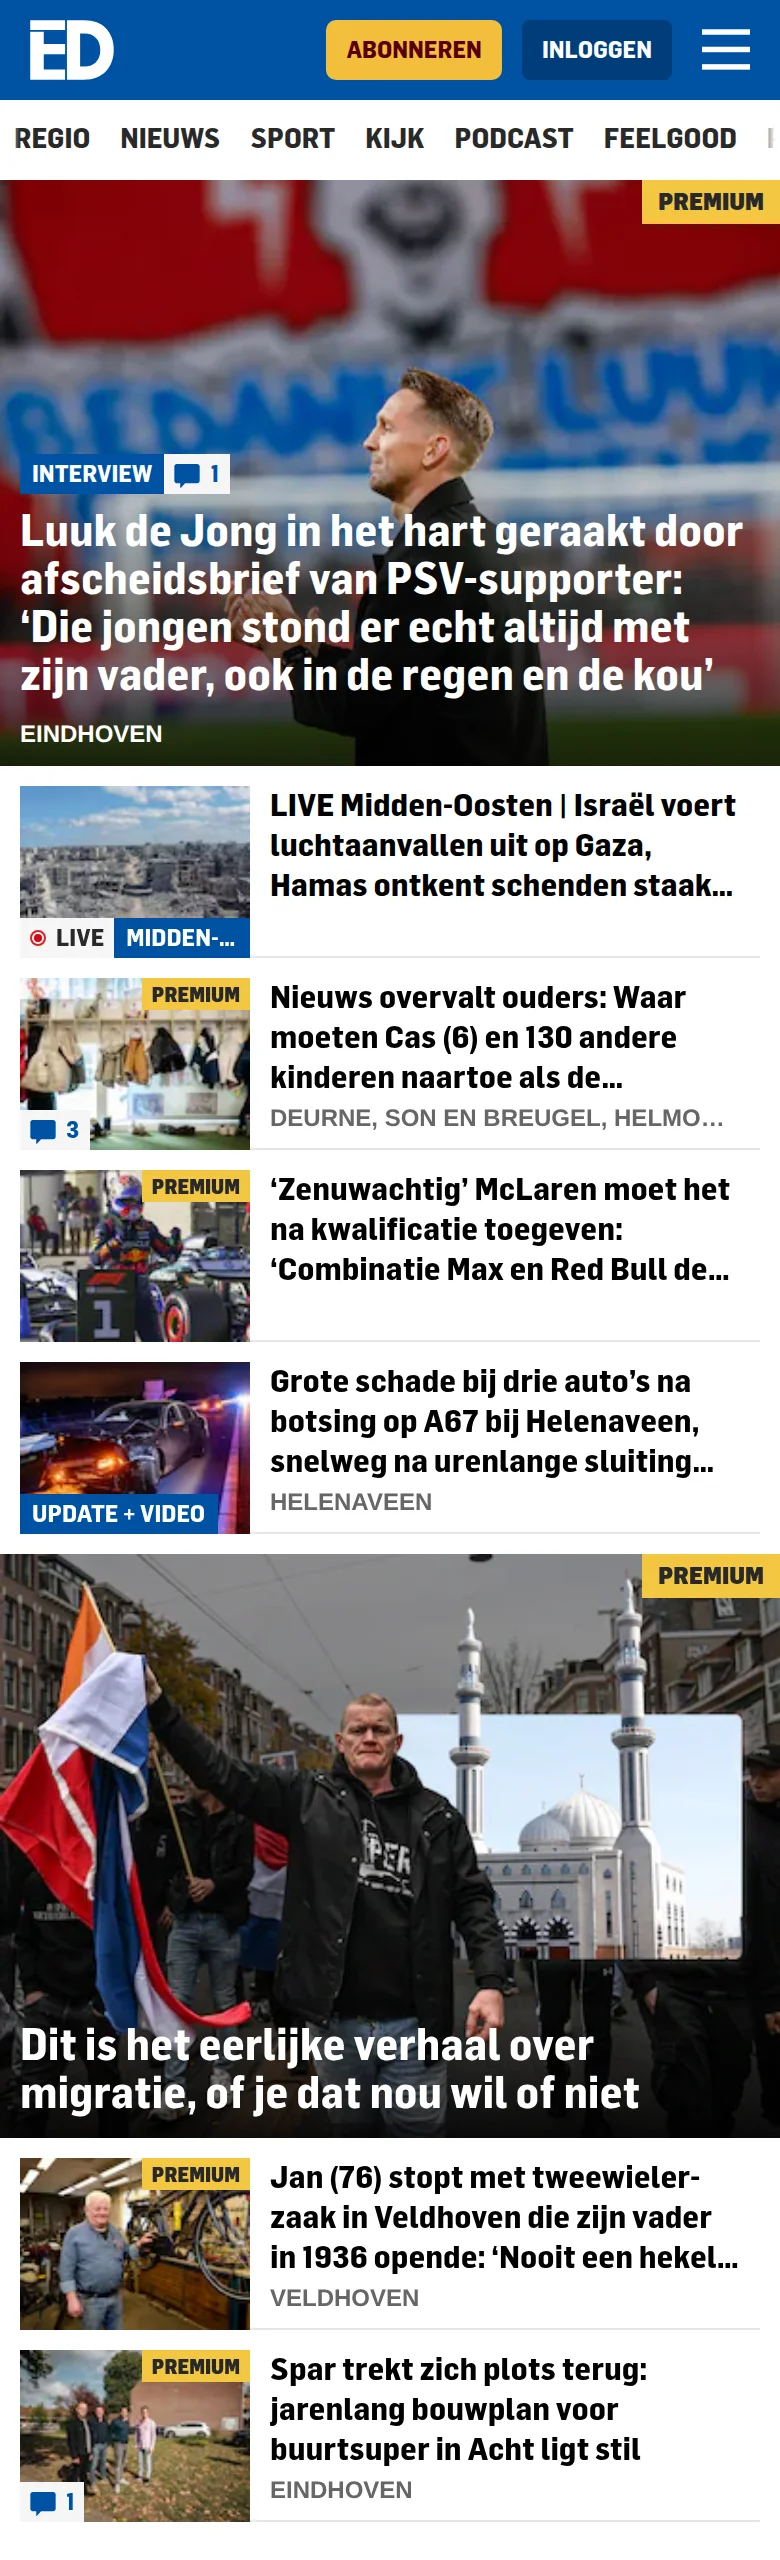 ED
ABONNEREN
INLOGGEN
REGIO NIEUWS SPORT KIJK PODCAST FEELGOOD
PREMIUM
BEDANKT LUUK
INTERVIEW 1
Luuk de Jong in het hart geraakt door
afscheidsbrief van PSV-supporter:
‘Die jongen stond er echt altijd met
zijn vader, ook in de regen en de kou’
EINDHOVEN
LIVE MIDDEN-...
LIVE Midden-Oosten | Israël voert
luchtaanvallen uit op Gaza,
Hamas ontkent schenden staak...
PREMIUM
3
Nieuws overvalt ouders: Waar
moeten Cas (6) en 130 andere
kinderen naartoe als de...
DEURNE, SON EN BREUGEL, HELMO...
PREMIUM
1
‘Zenuwachtig’ McLaren moet het
na kwalificatie toegeven:
‘Combinatie Max en Red Bull de...
UPDATE + VIDEO
Grote schade bij drie auto’s na
botsing op A67 bij Helenaveen,
snelweg na urenlange sluiting...
HELENAVEEN
PREMIUM
Dit is het eerlijke verhaal over
migratie, of je dat nou wil of niet
PREMIUM
Jan (76) stopt met tweewieler-
zaak in Veldhoven die zijn vader
in 1936 opende: ‘Nooit een hekel...
VELDHOVEN
PREMIUM
1
Spar trekt zich plots terug:
jarenlang bouwplan voor
buurtsuper in Acht ligt stil
EINDHOVEN